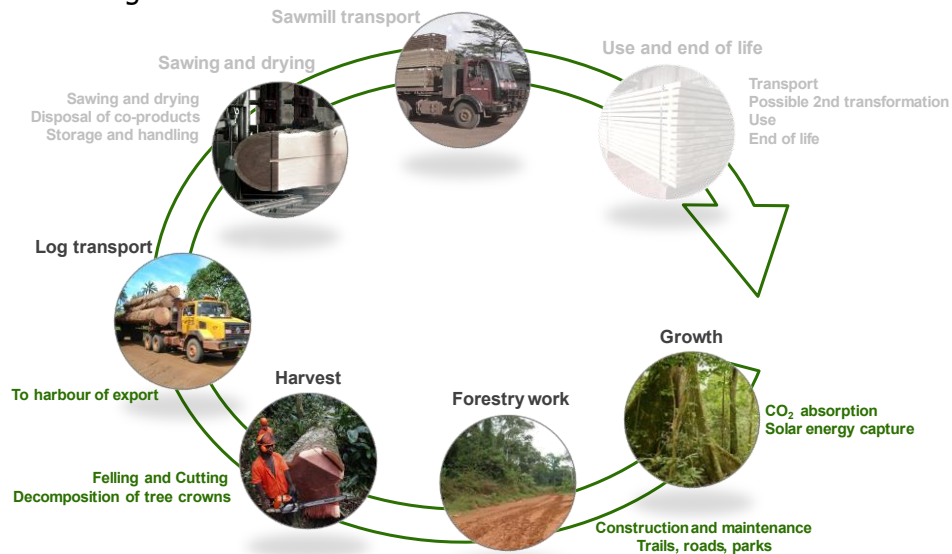 Sawmill transport
Use and end of life
Sawing and drying
Transport
Possible 2nd transformation
Use
End of life
Sawing and drying
Disposal of co-products
Storage and handling
Log transport
To harbour of export
Harvest
Felling and Cutting
Decomposition of tree crowns
Forestry work
Construction and maintenance
Trails, roads, parks
Growth
CO₂ absorption
Solar energy capture